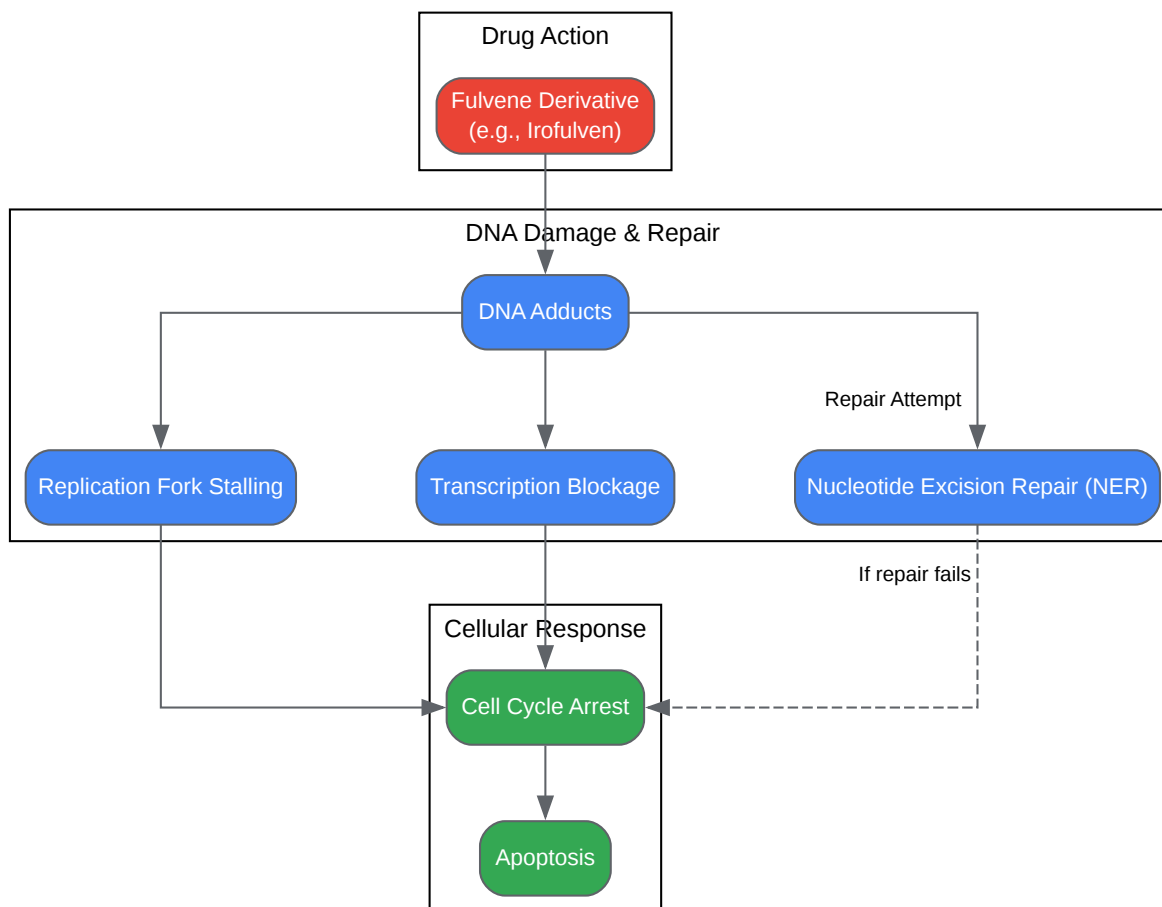 Drug Action
Fulvene Derivative
(e.g., Irofulven)
DNA Damage & Repair
DNA Adducts
Repair Attempt
Replication Fork Stalling
Transcription Blockage
Nucleotide Excision Repair (NER)
If repair fails
Cellular Response
Cell Cycle Arrest
Apoptosis